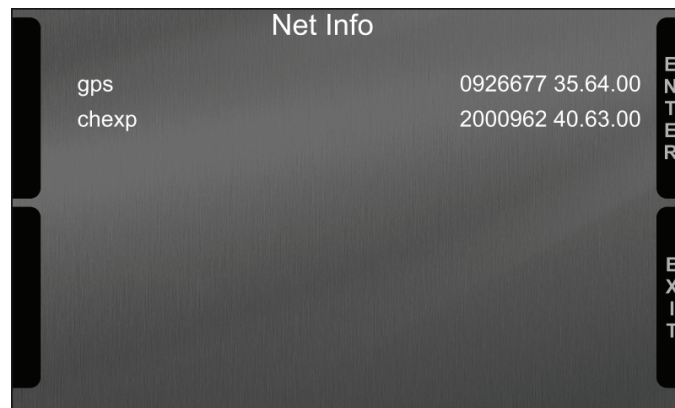 Net Info
gps 0926677 35.64.00
chexp 2000962 40.63.00
ENTER
EXIT